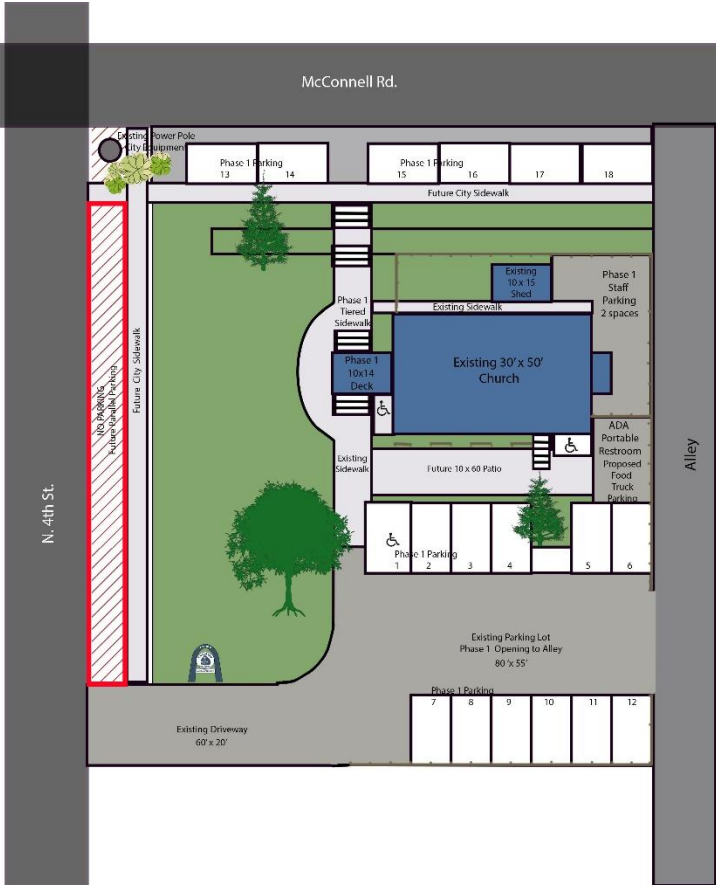 McConnell Rd.
Existing Power Pole
City Equipment
Phase 1 Parking
13
14
Phase 1 Parking
15
16
17
18
Future City Sidewalk
Existing
10 x 15
Shed
Phase 1
Staff
Parking
2 spaces
Phase 1
Tiered
Sidewalk
Existing Sidewalk
Existing 30' x 50'
Church
Phase 1
10x14
Deck
NO PARKING
Future Parallel Parking
Future City Sidewalk
N. 4th St.
Alley
ADA
Portable
Restroom
Proposed
Food
Truck
Parking
Existing
Sidewalk
Future 10 x 60 Patio
Phase 1 Parking
1
2
3
4
5
6
Existing Parking Lot
Phase 1 Opening to Alley
80 'x 55'
Phase 1 Parking
7
8
9
10
11
12
Existing Driveway
60' x 20'